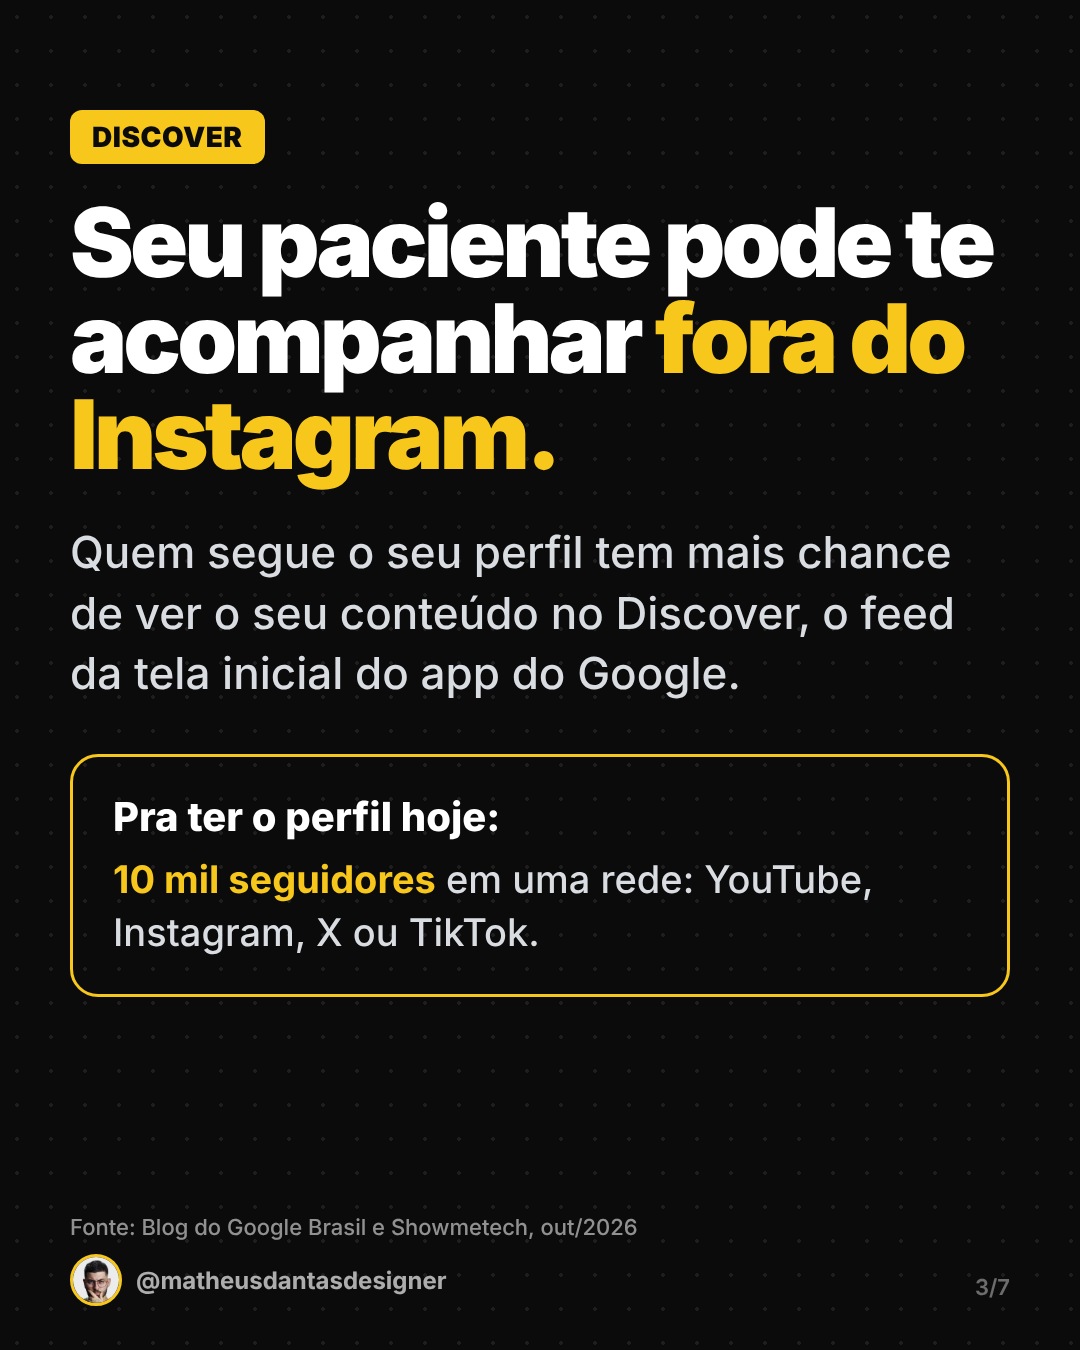 DISCOVER
Seu paciente pode te
acompanhar fora do
Instagram.
Quem segue o seu perfil tem mais chance
de ver o seu conteúdo no Discover, o feed
da tela inicial do app do Google.
Pra ter o perfil hoje:
10 mil seguidores em uma rede: YouTube,
Instagram, X ou TikTok.
Fonte: Blog do Google Brasil e Showmetech, out/2026
@matheusdantasdesigner
3/7